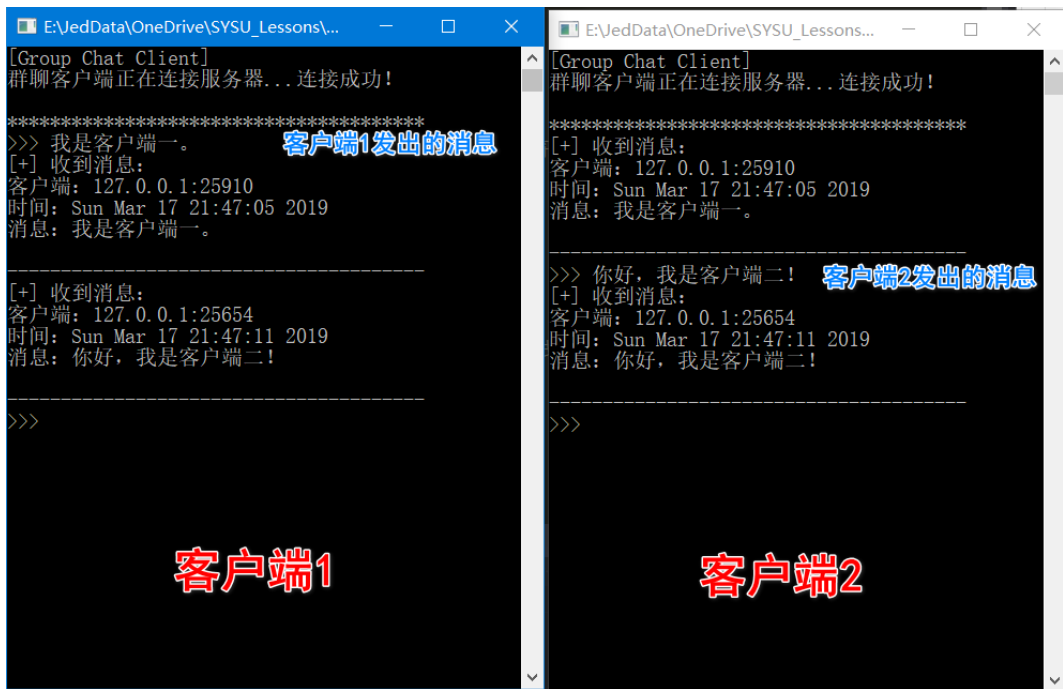 E:\JedData\OneDrive\SYSU_Lessons\...
[Group Chat Client]
群聊客户端正在连接服务器...连接成功!
***************************************
>>> 我是客户端一。
客户端1发出的消息
[+] 收到消息:
客户端: 127.0.0.1:25910
时间: Sun Mar 17 21:47:05 2019
消息: 我是客户端一。
---------------------------------------
[+] 收到消息:
客户端: 127.0.0.1:25654
时间: Sun Mar 17 21:47:11 2019
消息: 你好，我是客户端二!
---------------------------------------
>>>
客户端1
E:\JedData\OneDrive\SYSU_Lessons...
[Group Chat Client]
群聊客户端正在连接服务器...连接成功!
***************************************
[+] 收到消息:
客户端: 127.0.0.1:25910
时间: Sun Mar 17 21:47:05 2019
消息: 我是客户端一。
---------------------------------------
>>> 你好，我是客户端二!
客户端2发出的消息
[+] 收到消息:
客户端: 127.0.0.1:25654
时间: Sun Mar 17 21:47:11 2019
消息: 你好，我是客户端二!
---------------------------------------
>>>
客户端2